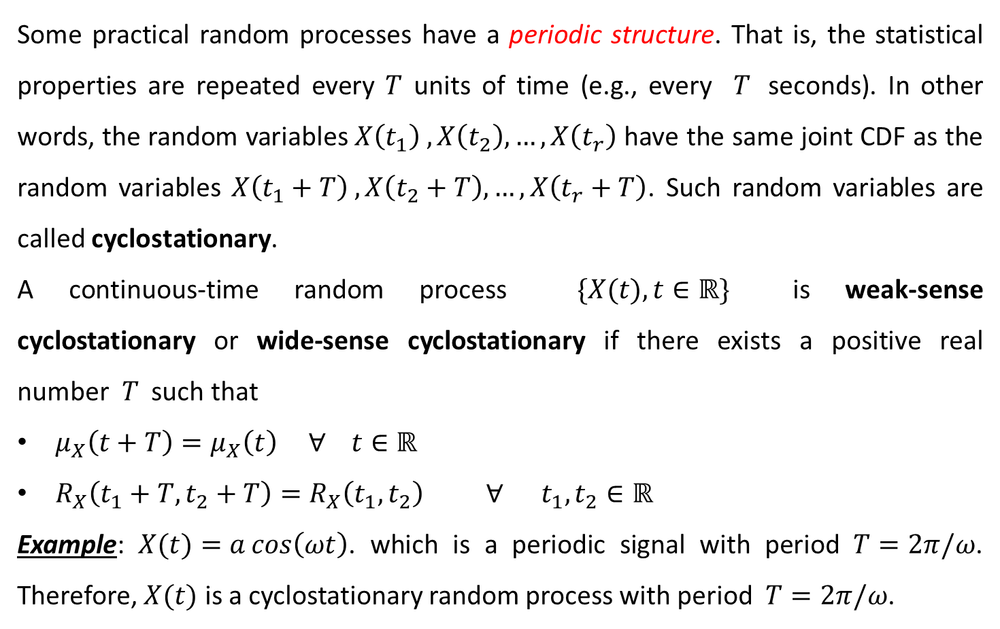 Some practical random processes have a periodic structure. That is, the statistical
properties are repeated every T units of time (e.g., every T seconds). In other
words, the random variables X(t₁) , X(t₂), … , X(tᵣ) have the same joint CDF as the
random variables X(t₁ + T) , X(t₂ + T), … , X(tᵣ + T). Such random variables are
called cyclostationary.
A continuous-time random process {X(t), t ∈ ℝ} is weak-sense
cyclostationary or wide-sense cyclostationary if there exists a positive real
number T such that
• μ_X(t + T) = μ_X(t) ∀ t ∈ ℝ
• R_X(t₁ + T, t₂ + T) = R_X(t₁, t₂) ∀ t₁, t₂ ∈ ℝ
Example: X(t) = a cos(ωt). which is a periodic signal with period T = 2π/ω.
Therefore, X(t) is a cyclostationary random process with period T = 2π/ω.